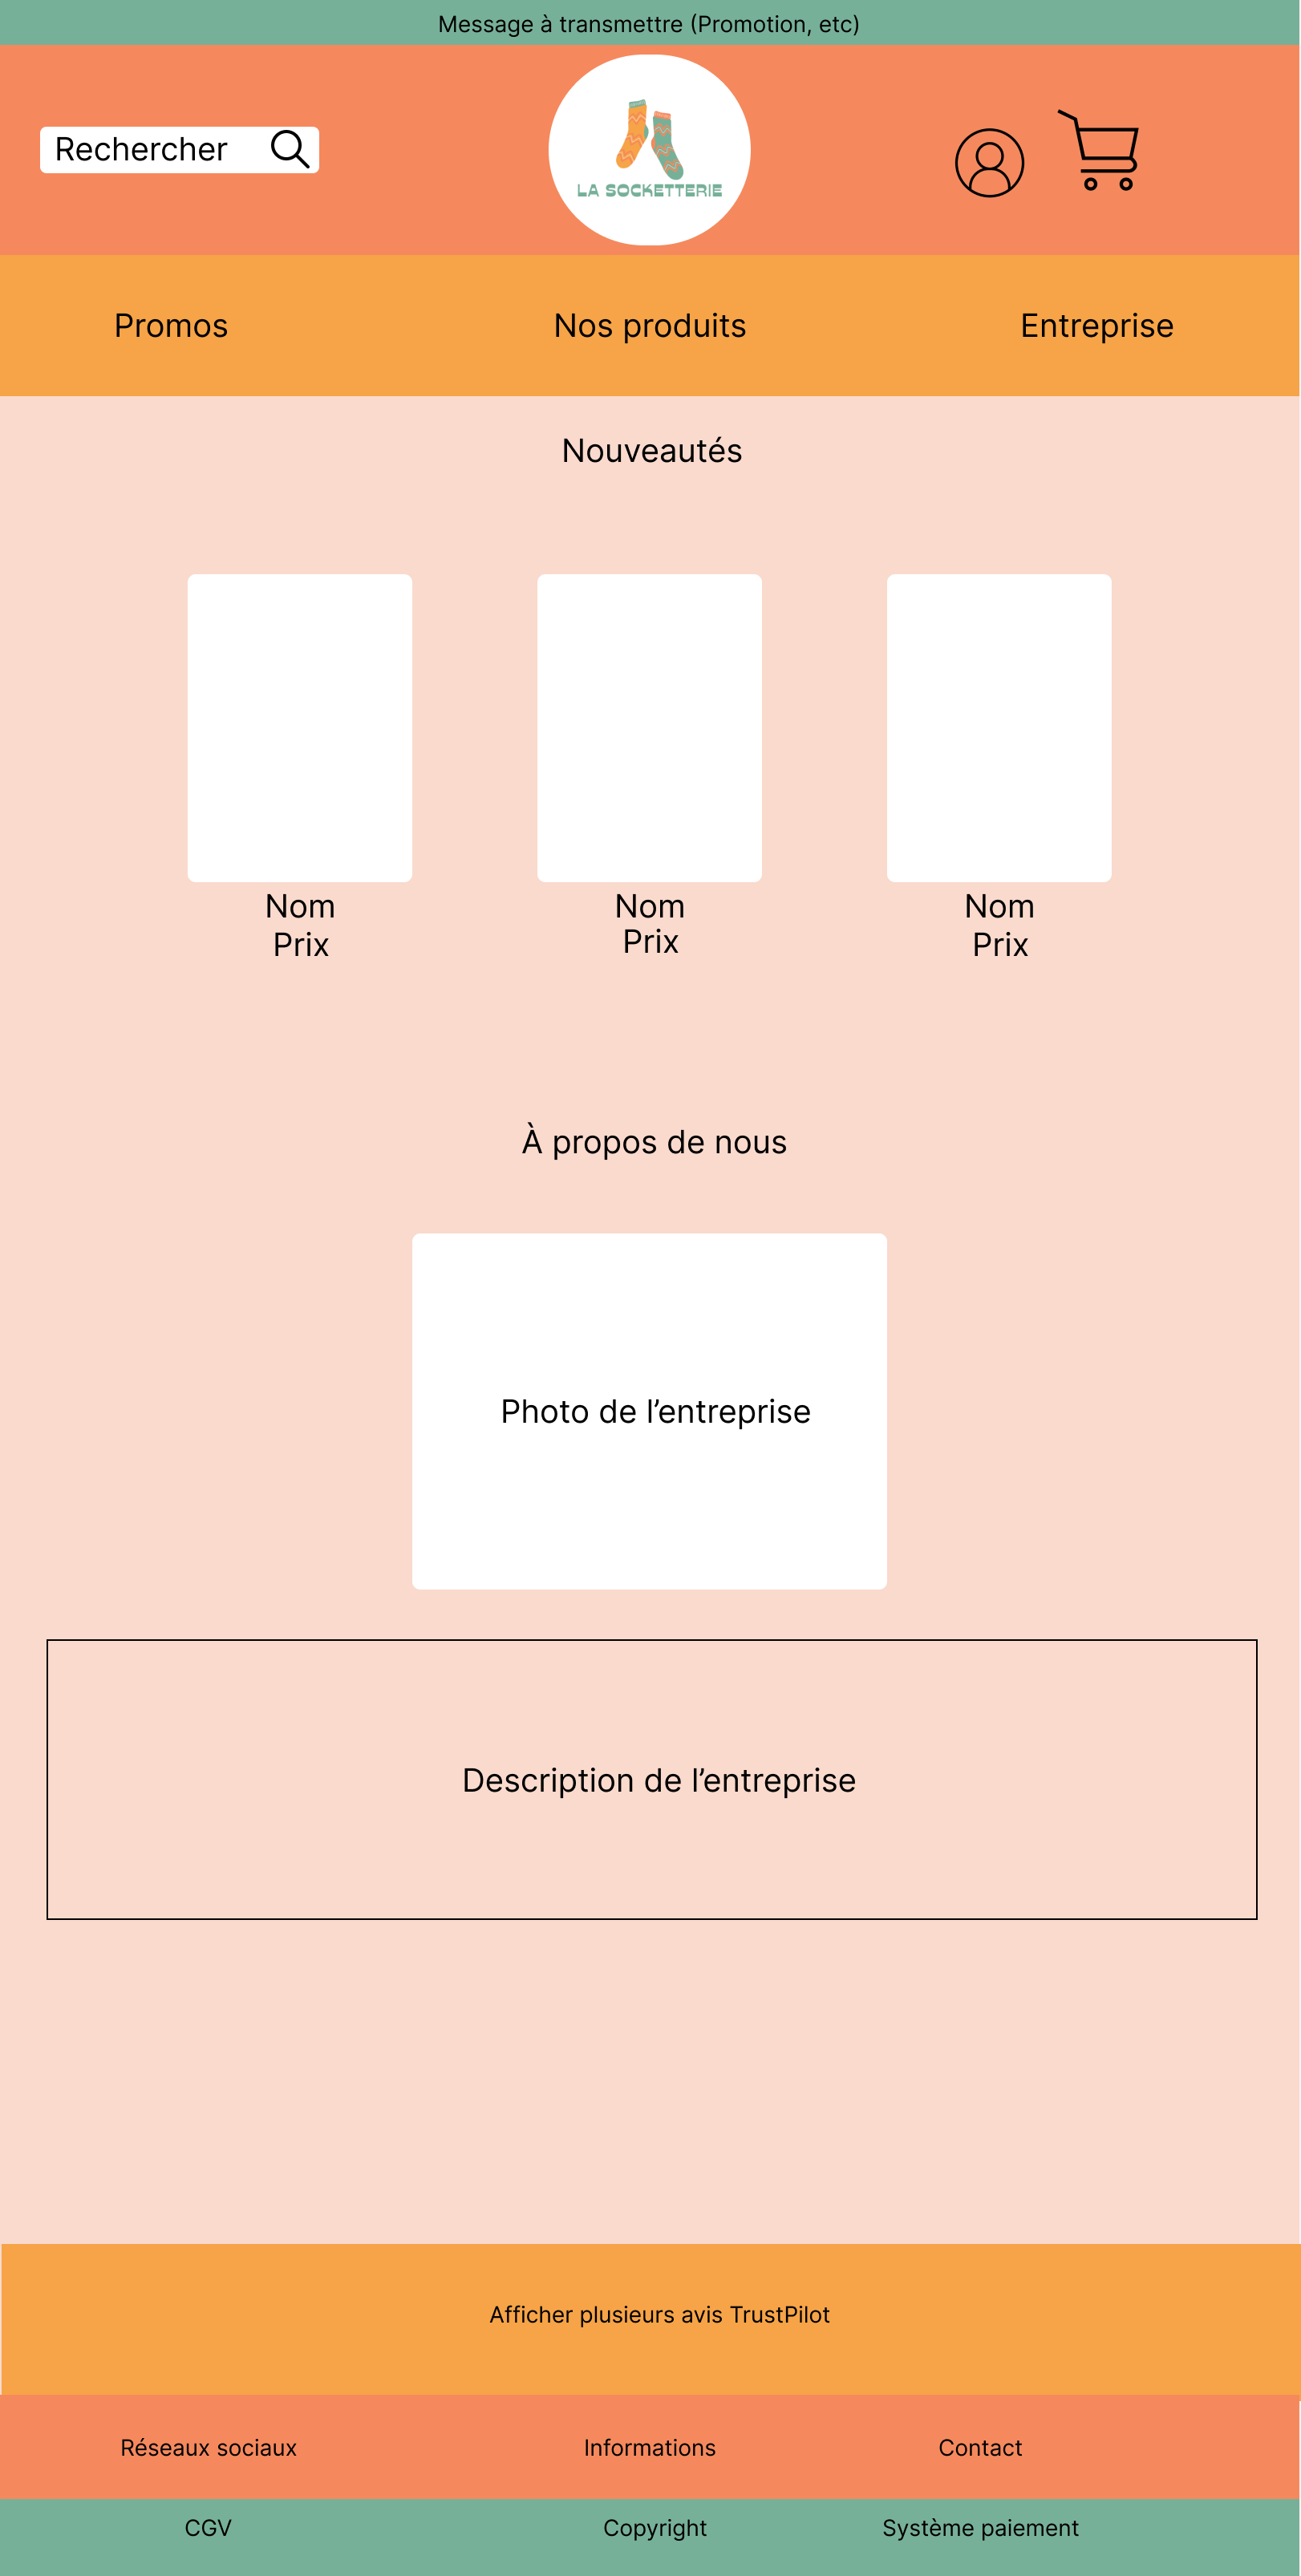 Message à transmettre (Promotion, etc)
Rechercher
LA SOCKETTERIE
Promos
Nos produits
Entreprise
Nouveautés
Nom
Prix
Nom
Prix
Nom
Prix
À propos de nous
Photo de l’entreprise
Description de l’entreprise
Afficher plusieurs avis TrustPilot
Réseaux sociaux
Informations
Contact
CGV
Copyright
Système paiement